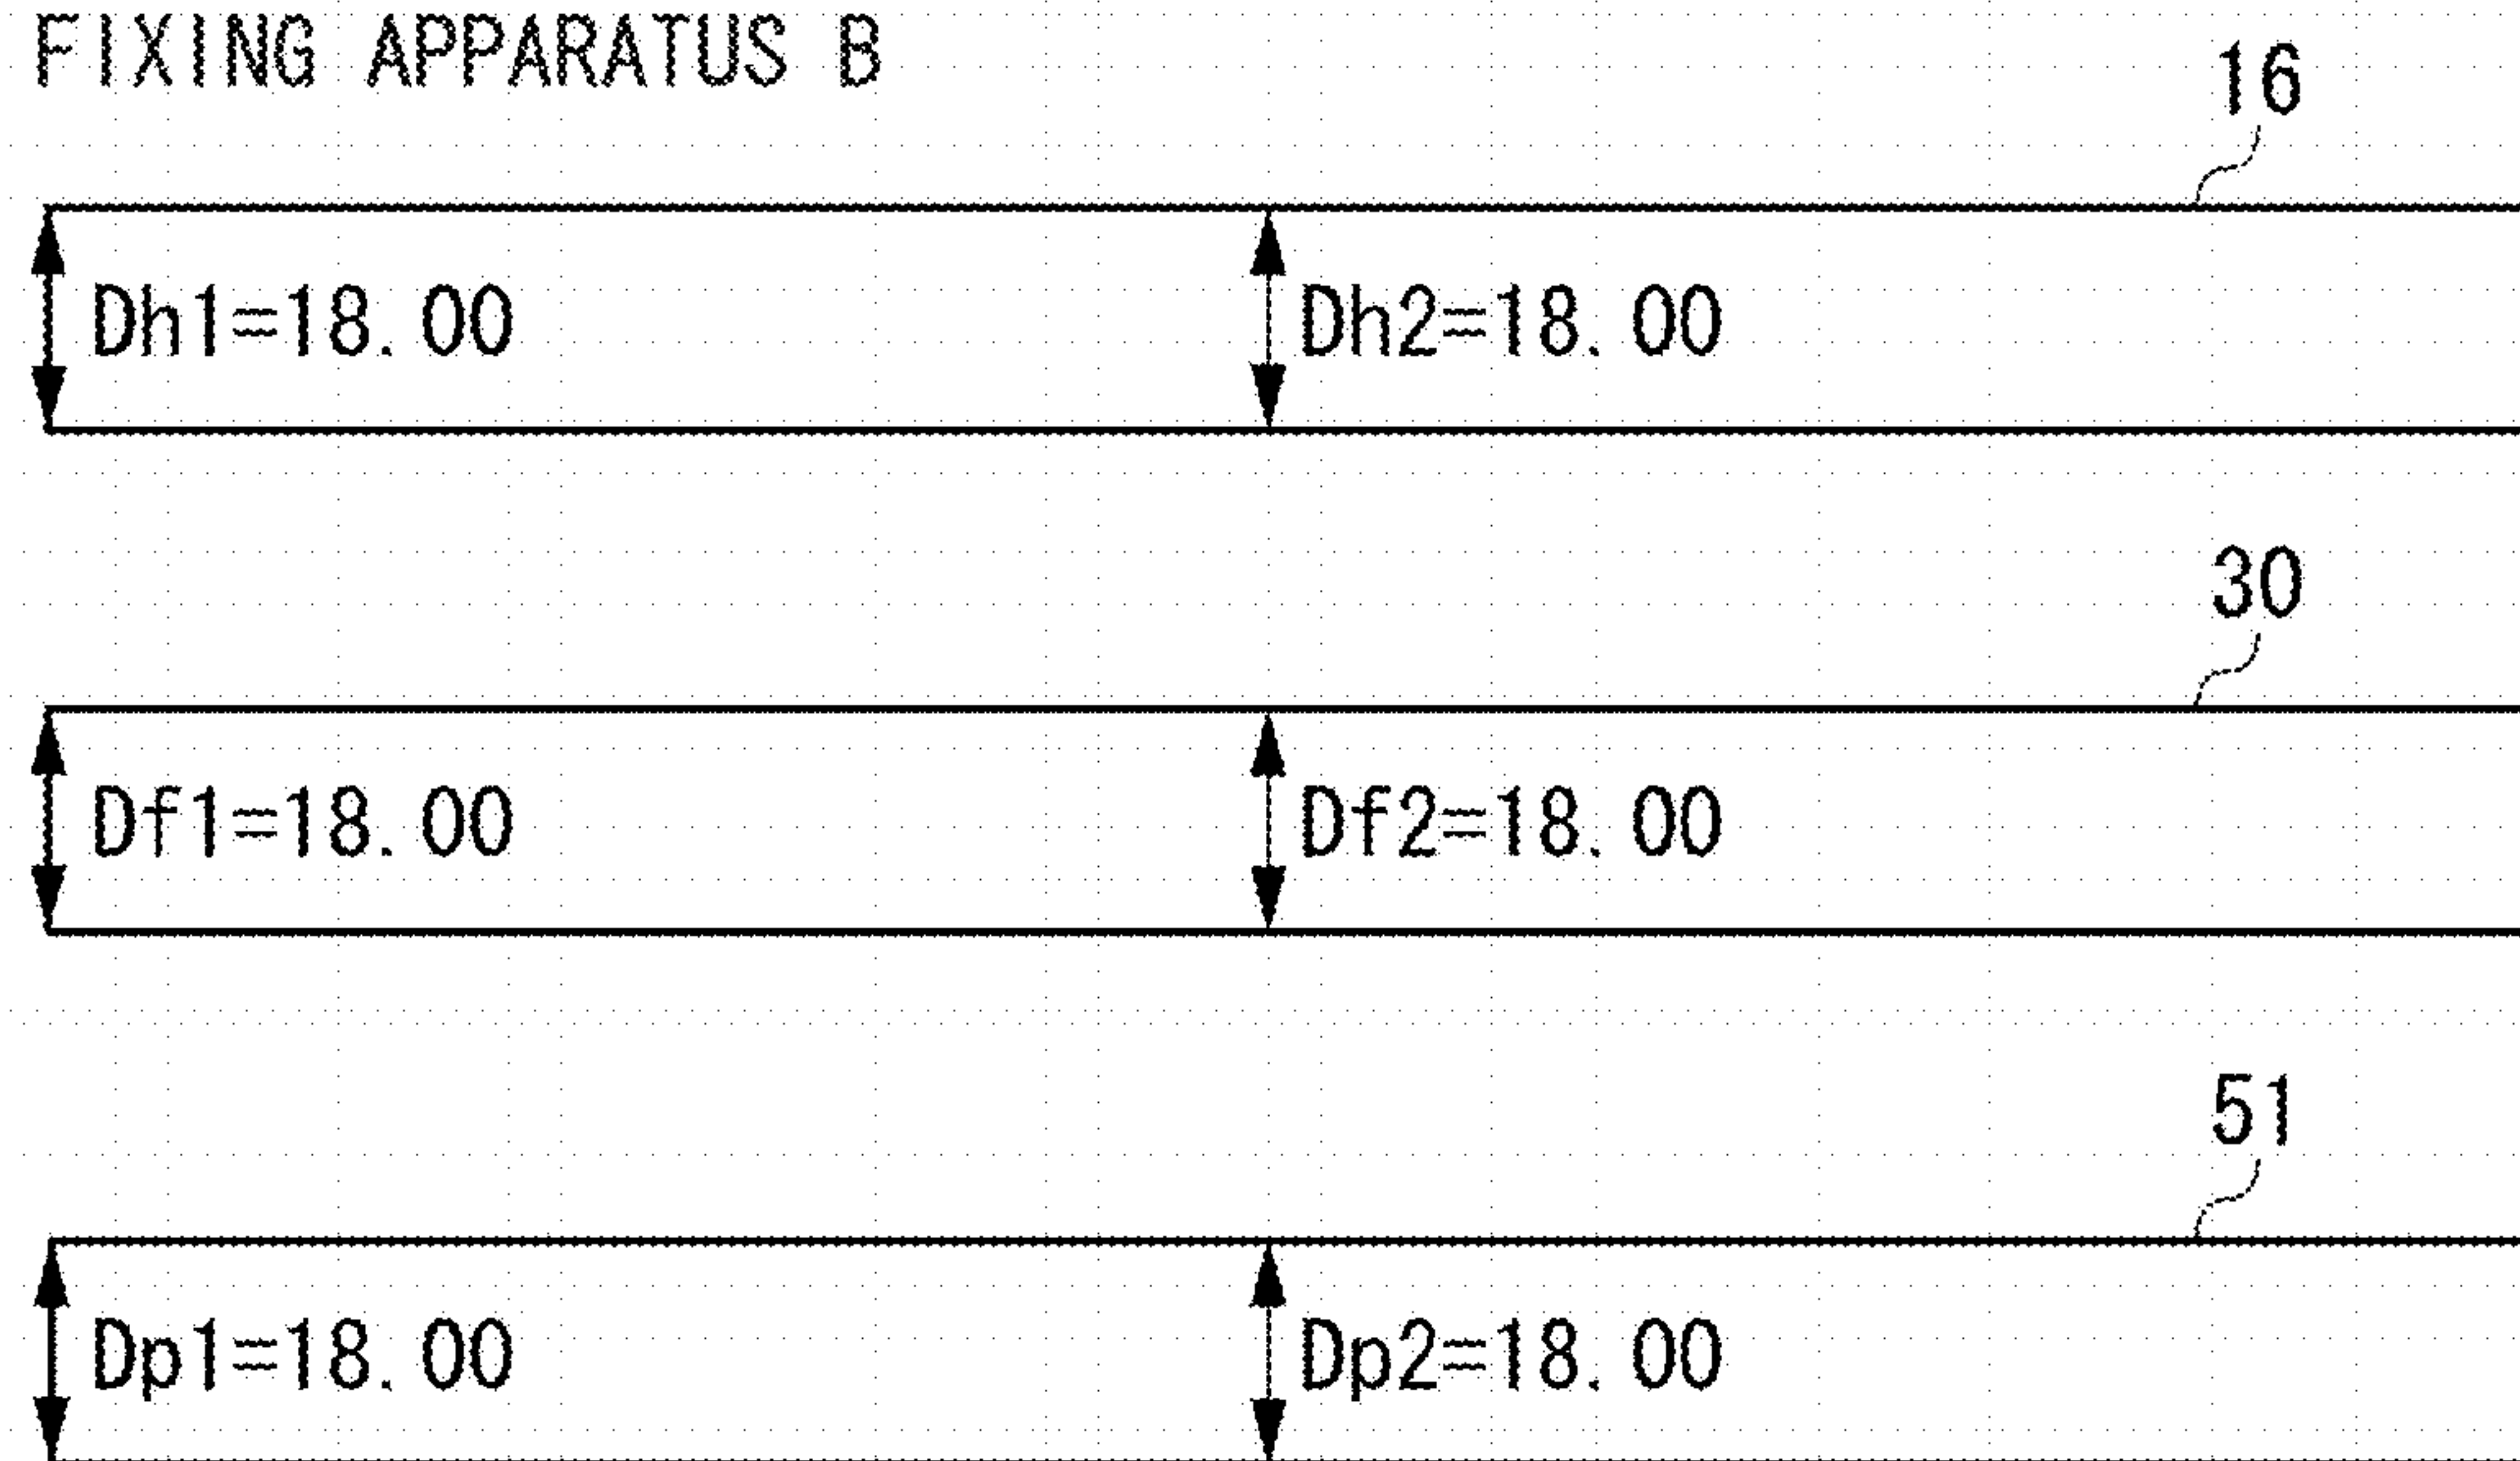 FIXING APPARATUS B
16
Dh1=18.00 Dh2=18.00
30
Df1=18.00 Df2=18.00
51
Dp1=18.00 Dp2=18.00